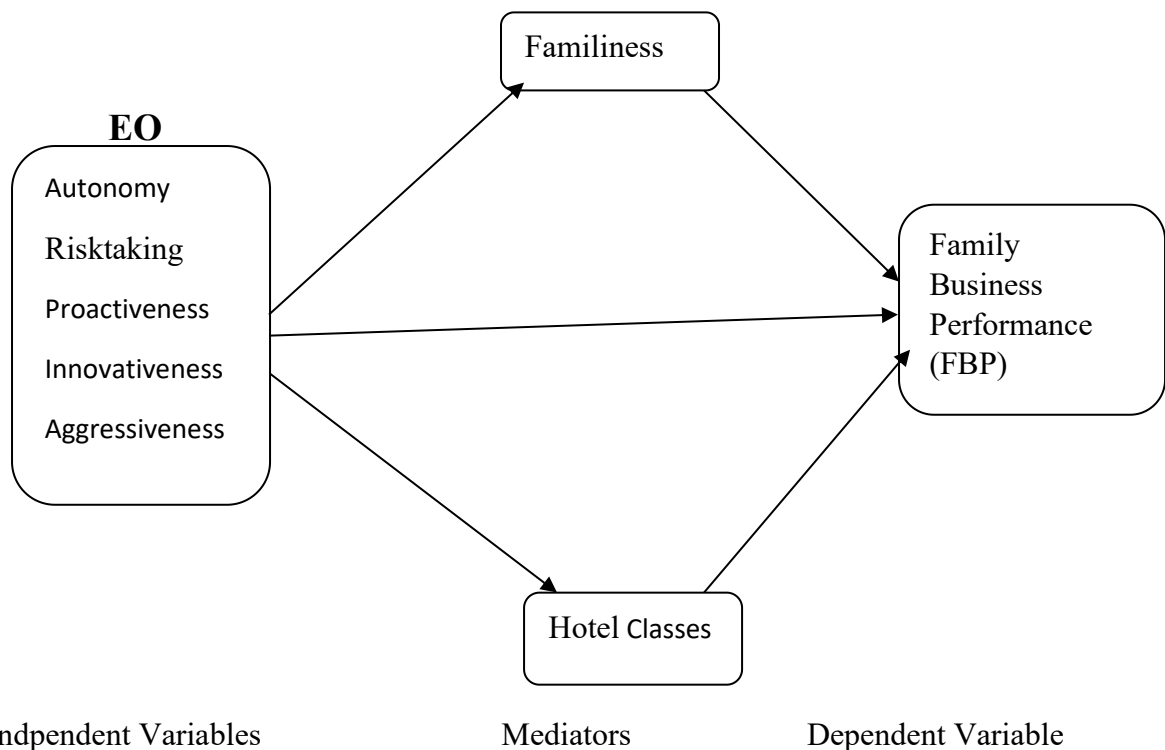 Familiness
EO
Autonomy
Risktaking
Proactiveness
Innovativeness
Aggressiveness
Family
Business
Performance
(FBP)
Hotel Classes
ndpendent Variables
Mediators
Dependent Variable